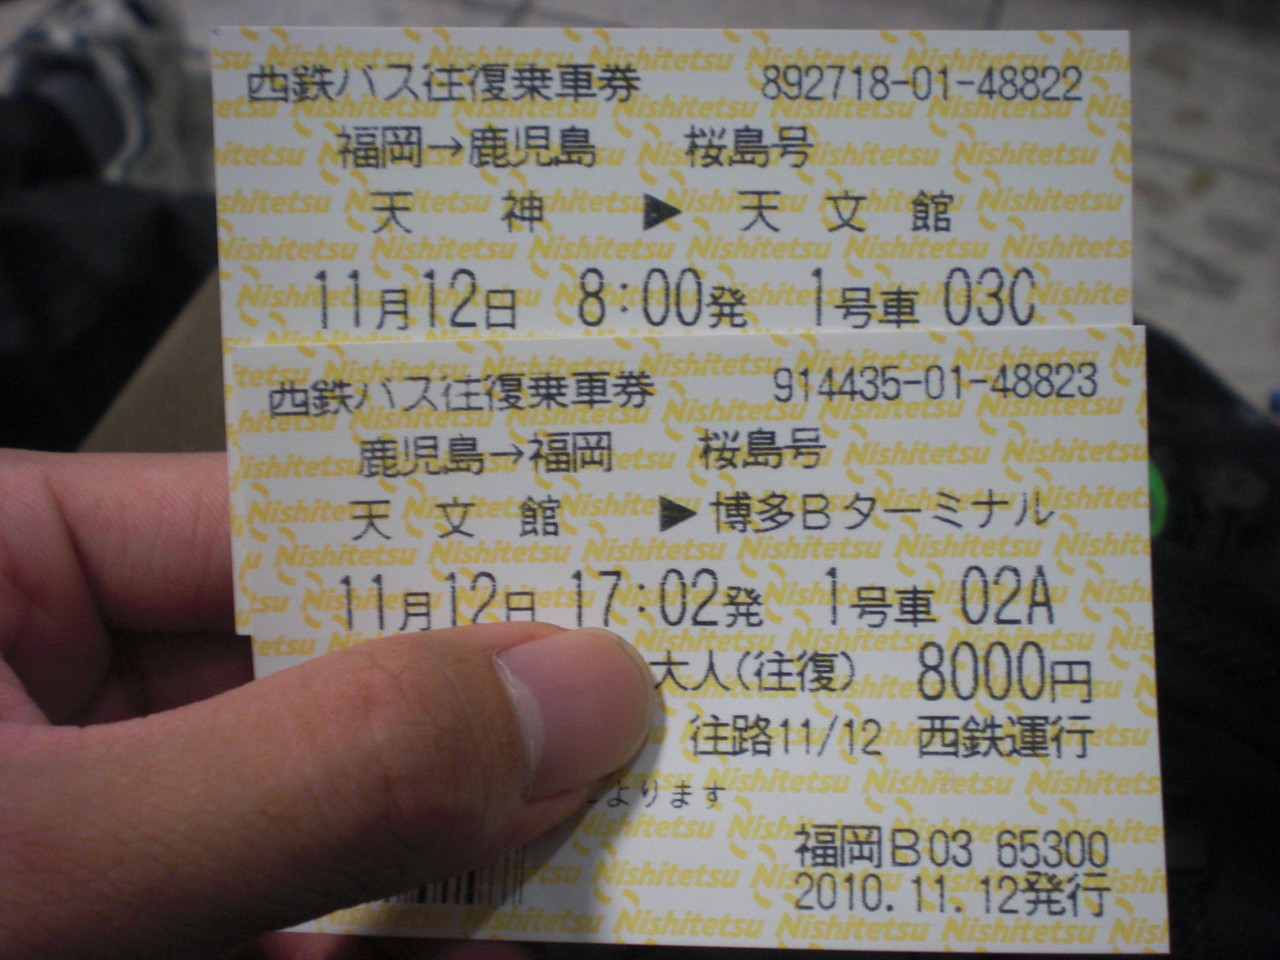 西鉄バス往復乗車券 892718-01-48822
福岡→鹿児島 桜島号
天神 ▶ 天文館
11月12日 8:00発 1号車 03C
西鉄バス往復乗車券 914435-01-48823
鹿児島→福岡 桜島号
天文館 ▶ 博多Bターミナル
11月12日 17:02発 1号車 02A
大人(往復) 8000円
往路11/12 西鉄運行
よります
福岡B03 65300
2010.11.12発行